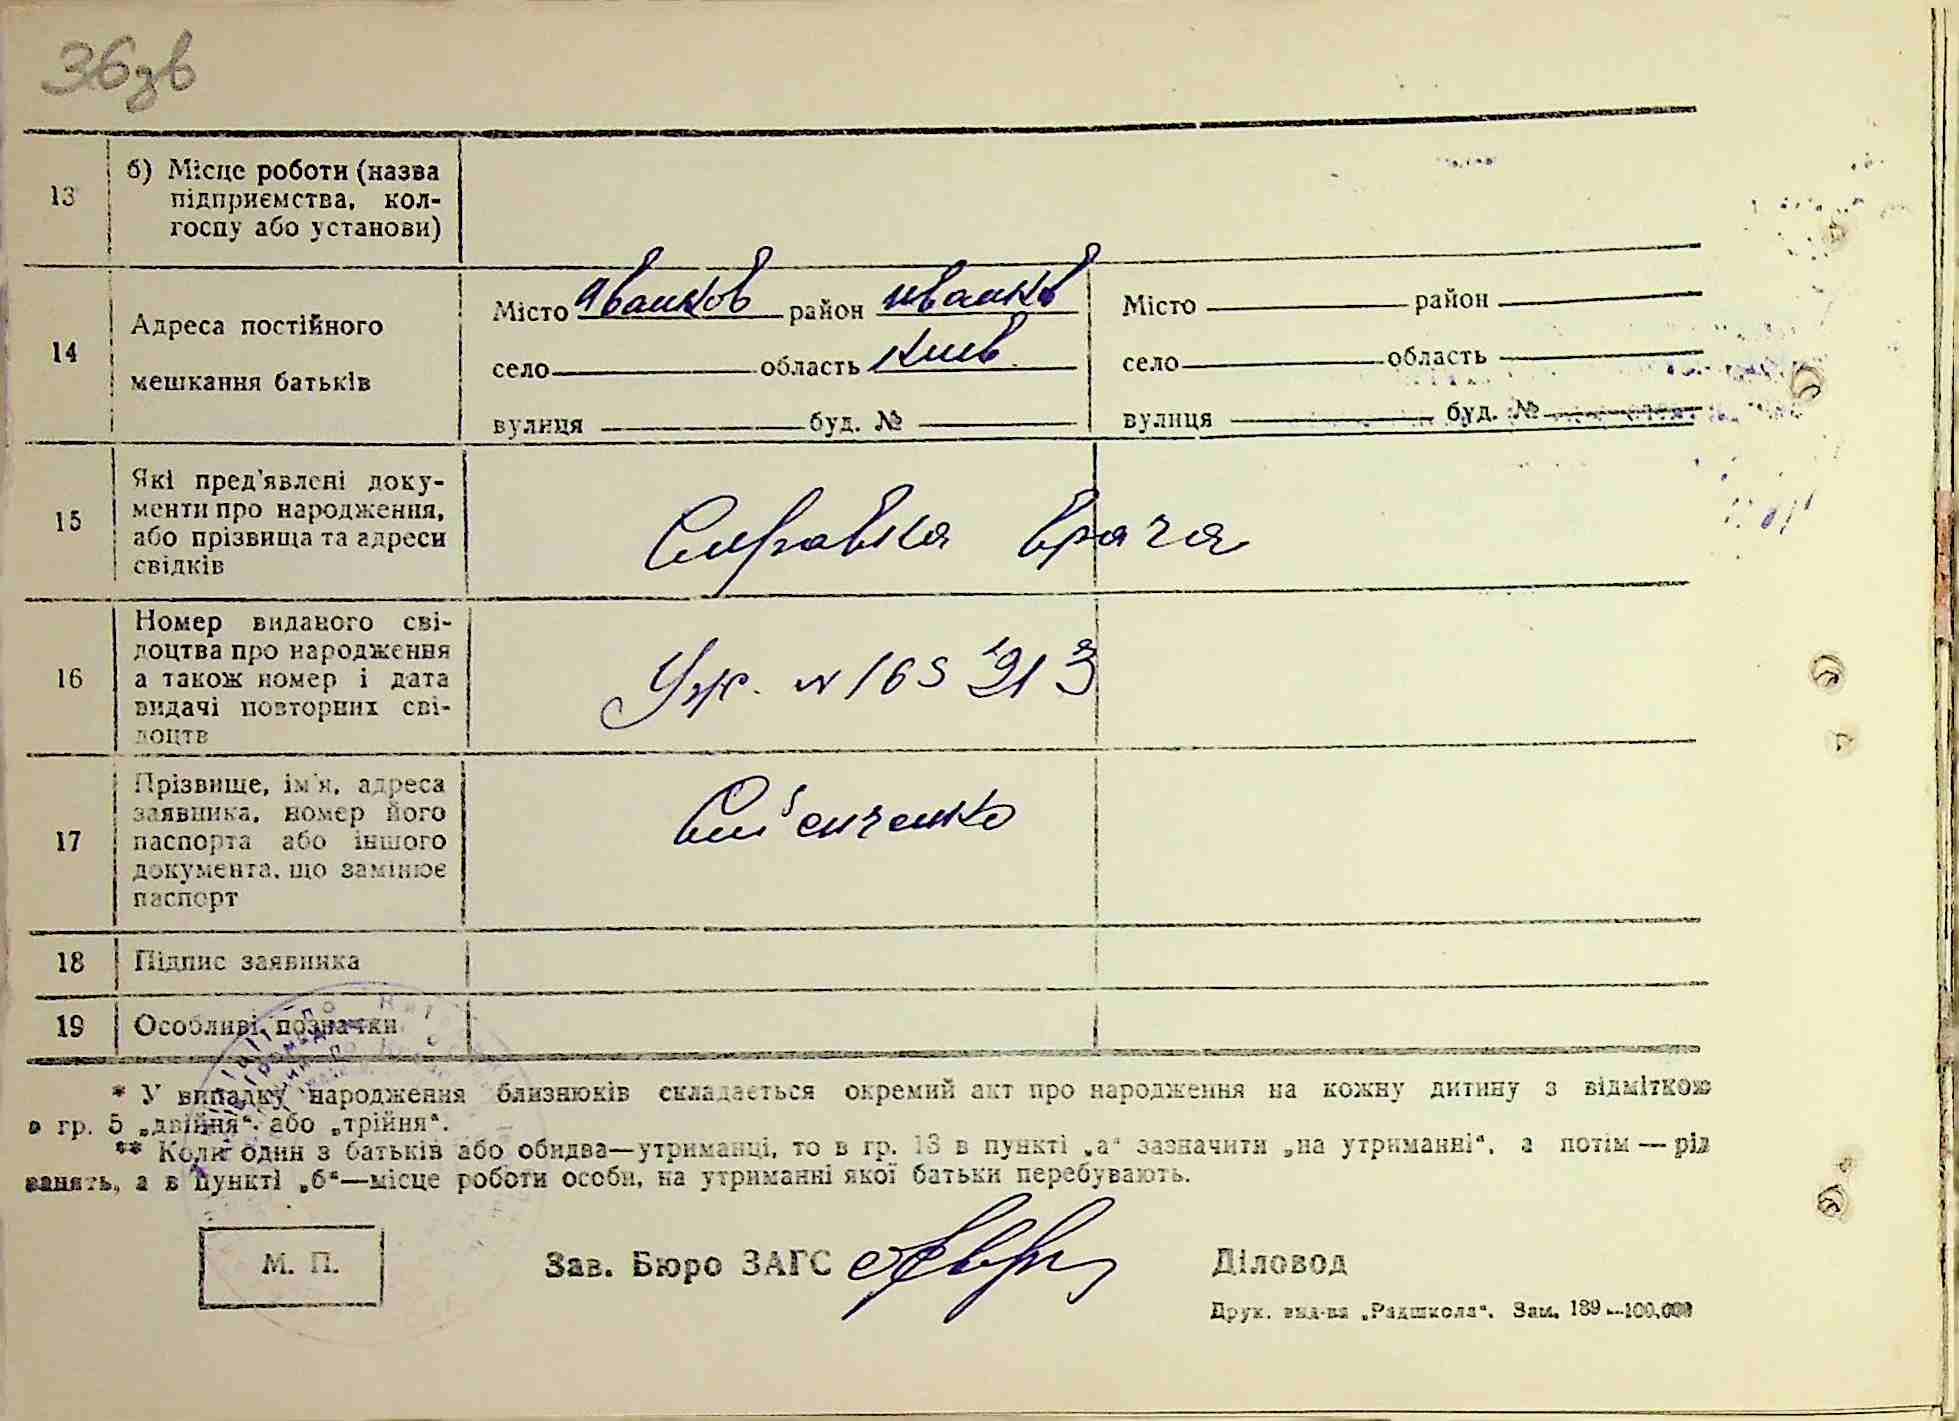 36зв
13 б) Місце роботи (назва
підприємства, кол-
госпу або установи)
14 Адреса постійного
мешкання батьків
Місто Иванков район Иванков
село область Киев
вулиця буд. №
Місто район
село область
вулиця буд. №
15 Які пред'явлені доку-
менти про народження,
або прізвища та адреси
свідків
Справка врача
16 Номер виданого сві-
доцтва про народження
а також номер і дата
видачі повторних сві-
доцтв
17 Прізвище, ім'я, адреса
заявника, номер його
паспорта або іншого
документа, що замінює
паспорт
18 Підпис заявника
19 Особливі позначки
* У випадку народження близнюків складається окремий акт про народження на кожну дитину з відміткою
в гр. 5 „двійня“ або „трійня“.
** Коли один з батьків або обидва—утриманці, то в гр. 13 в пункті „а“ зазначити „на утриманні“, а потім — рід
занять, а в пункті „б“—місце роботи особи, на утриманні якої батьки перебувають.
М. П.
Зав. Бюро ЗАГС
Діловод
Друк. вид-ва „Радшкола“. Зам. 189—100.000